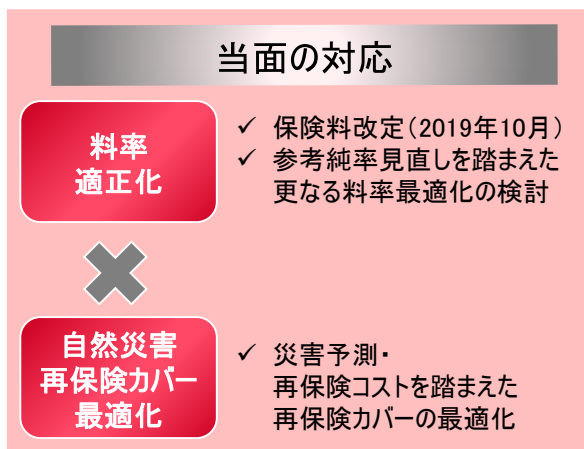 当面の対応
料率
適正化
✓ 保険料改定(2019年10月)
✓ 参考純率見直しを踏まえた
更なる料率最適化の検討
自然災害
再保険カバー
最適化
✓ 災害予測・
再保険コストを踏まえた
再保険カバーの最適化